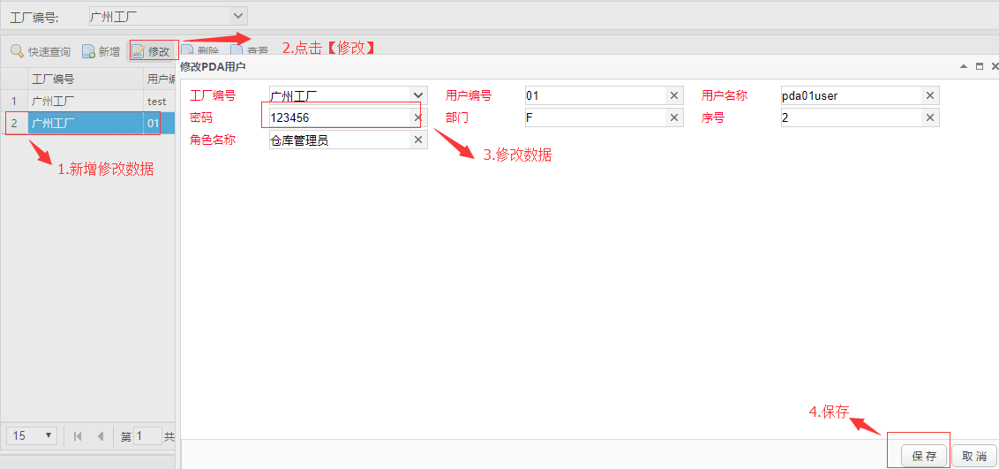 工厂编号: 广州工厂
快速查询 新增 修改 删除 查看 2.点击【修改】
修改PDA用户
工厂编号 用户编
1 广州工厂 test
2 广州工厂 01
1.新增修改数据
工厂编号 广州工厂 用户编号 01 用户名称 pda01user
密码 123456 部门 F 序号 2
角色名称 仓库管理员
3.修改数据
4.保存
15 第 1 共
保存 取消